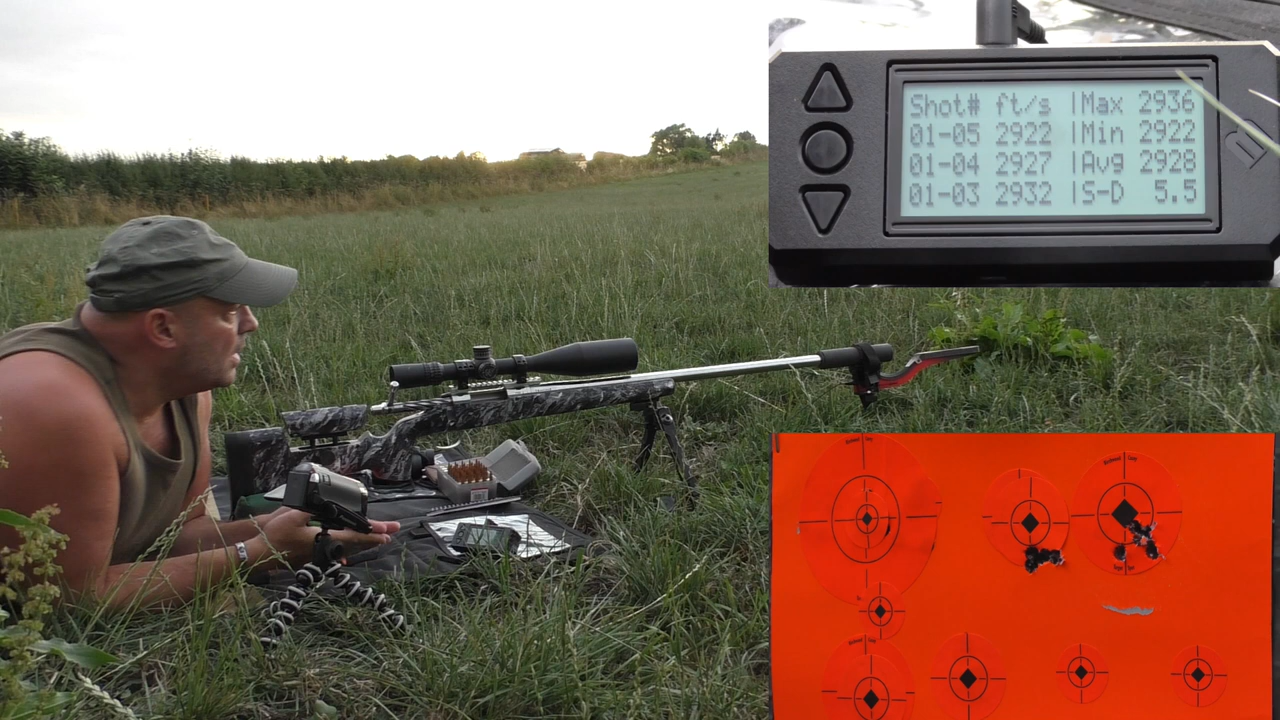 Shot# ft/s |Max 2936
01-05 2922 |Min 2922
01-04 2927 |Avg 2928
01-03 2932 |S-D 5.5